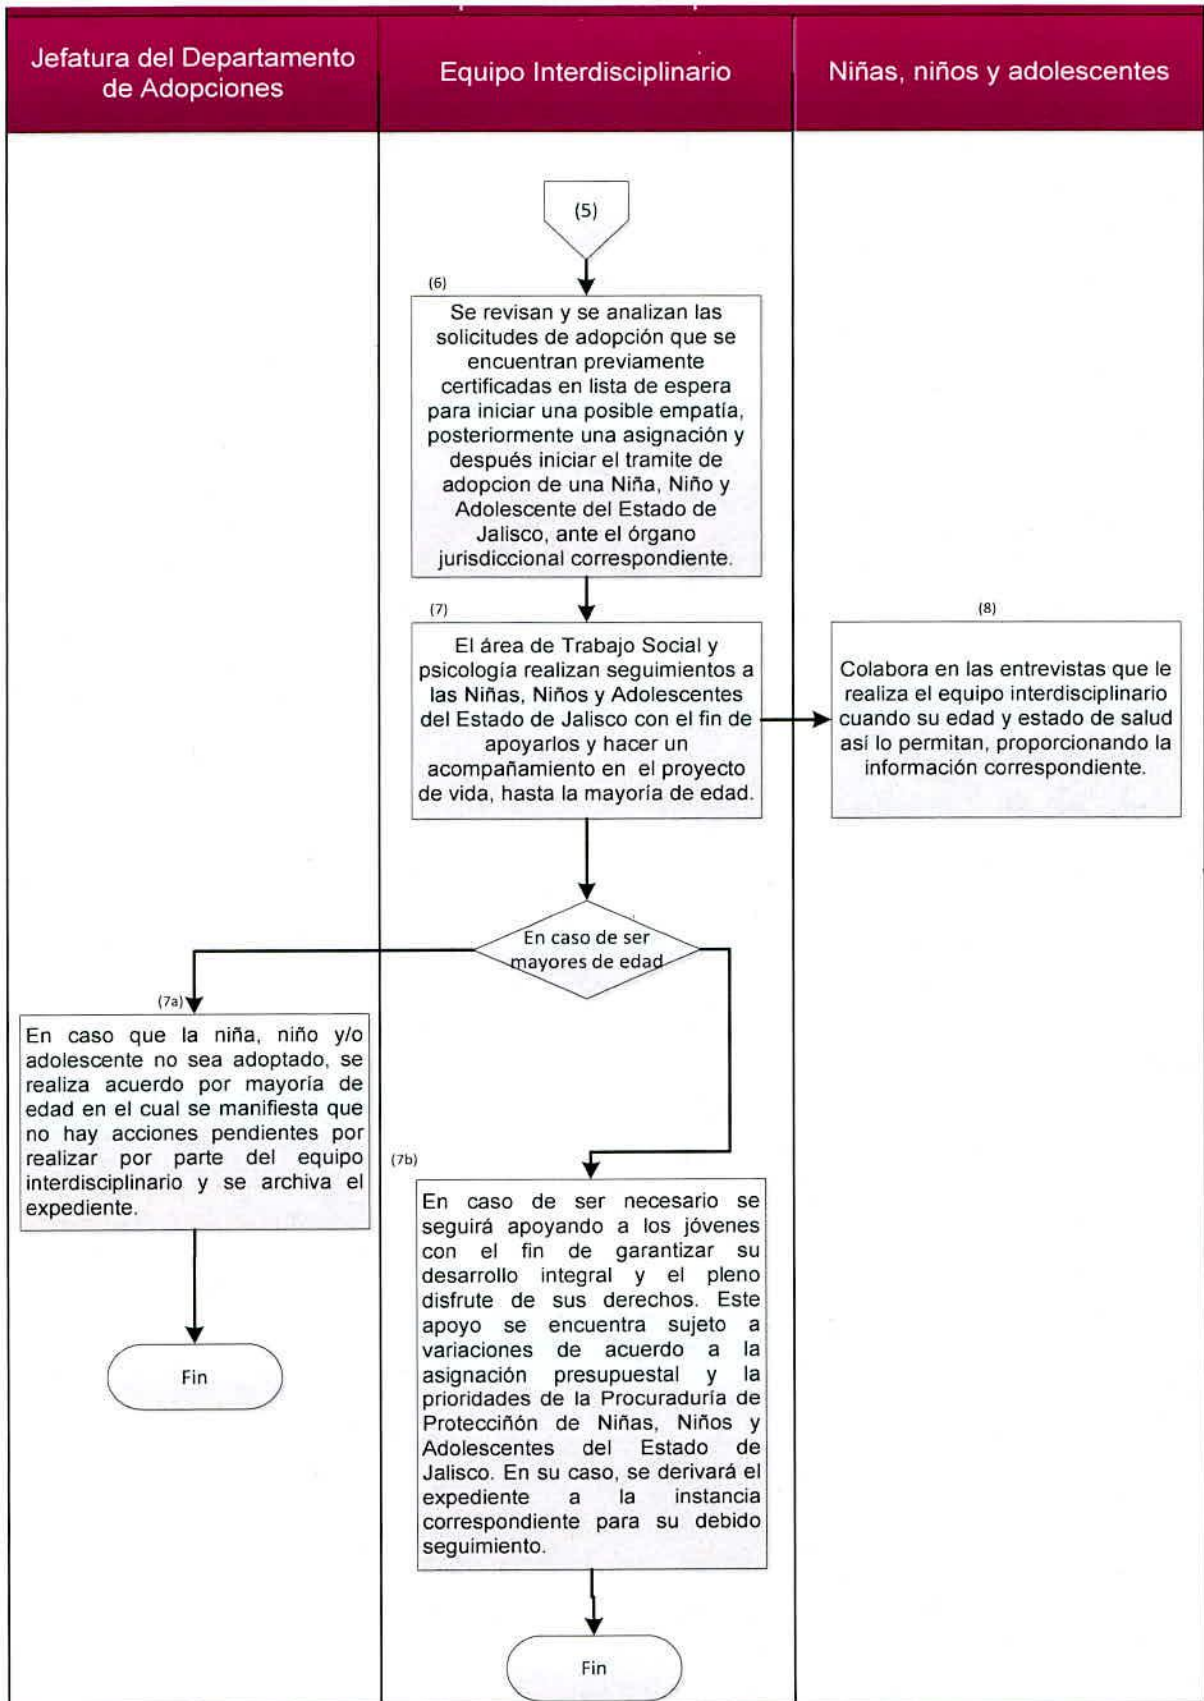 Jefatura del Departamento
de Adopciones
Equipo Interdisciplinario
Niñas, niños y adolescentes
(5)
(6)
Se revisan y se analizan las
solicitudes de adopción que se
encuentran previamente
certificadas en lista de espera
para iniciar una posible empatía,
posteriormente una asignación y
después iniciar el tramite de
adopcion de una Niña, Niño y
Adolescente del Estado de
Jalisco, ante el órgano
jurisdiccional correspondiente.
(7)
El área de Trabajo Social y
psicología realizan seguimientos a
las Niñas, Niños y Adolescentes
del Estado de Jalisco con el fin de
apoyarlos y hacer un
acompañamiento en el proyecto
de vida, hasta la mayoría de edad.
(8)
Colabora en las entrevistas que le
realiza el equipo interdisciplinario
cuando su edad y estado de salud
así lo permitan, proporcionando la
información correspondiente.
En caso de ser
mayores de edad
(7a)
En caso que la niña, niño y/o
adolescente no sea adoptado, se
realiza acuerdo por mayoría de
edad en el cual se manifiesta que
no hay acciones pendientes por
realizar por parte del equipo
interdisciplinario y se archiva el
expediente.
Fin
(7b)
En caso de ser necesario se
seguirá apoyando a los jóvenes
con el fin de garantizar su
desarrollo integral y el pleno
disfrute de sus derechos. Este
apoyo se encuentra sujeto a
variaciones de acuerdo a la
asignación presupuestal y la
prioridades de la Procuraduría de
Protecciñón de Niñas, Niños y
Adolescentes del Estado de
Jalisco. En su caso, se derivará el
expediente a la instancia
correspondiente para su debido
seguimiento.
Fin